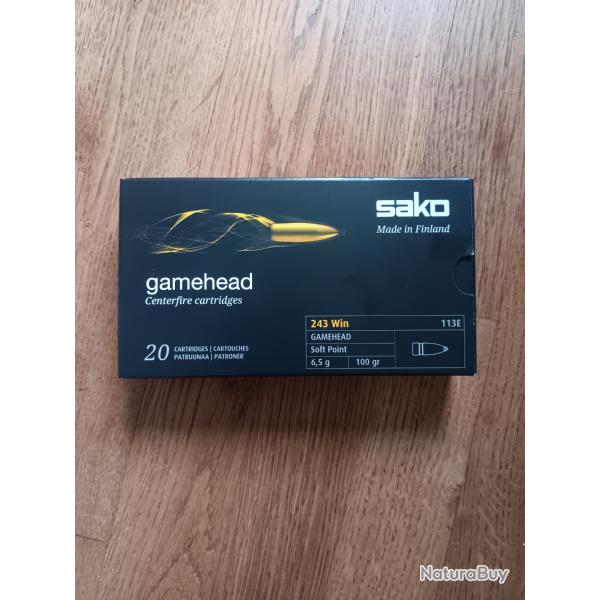 sako
Made in Finland
gamehead
Centerfire cartridges
20 CARTRIDGES | CARTOUCHES
PATRUUNAA | PATRONER
243 Win 113E
GAMEHEAD
Soft Point
6,5 g 100 gr
NaturaBuy